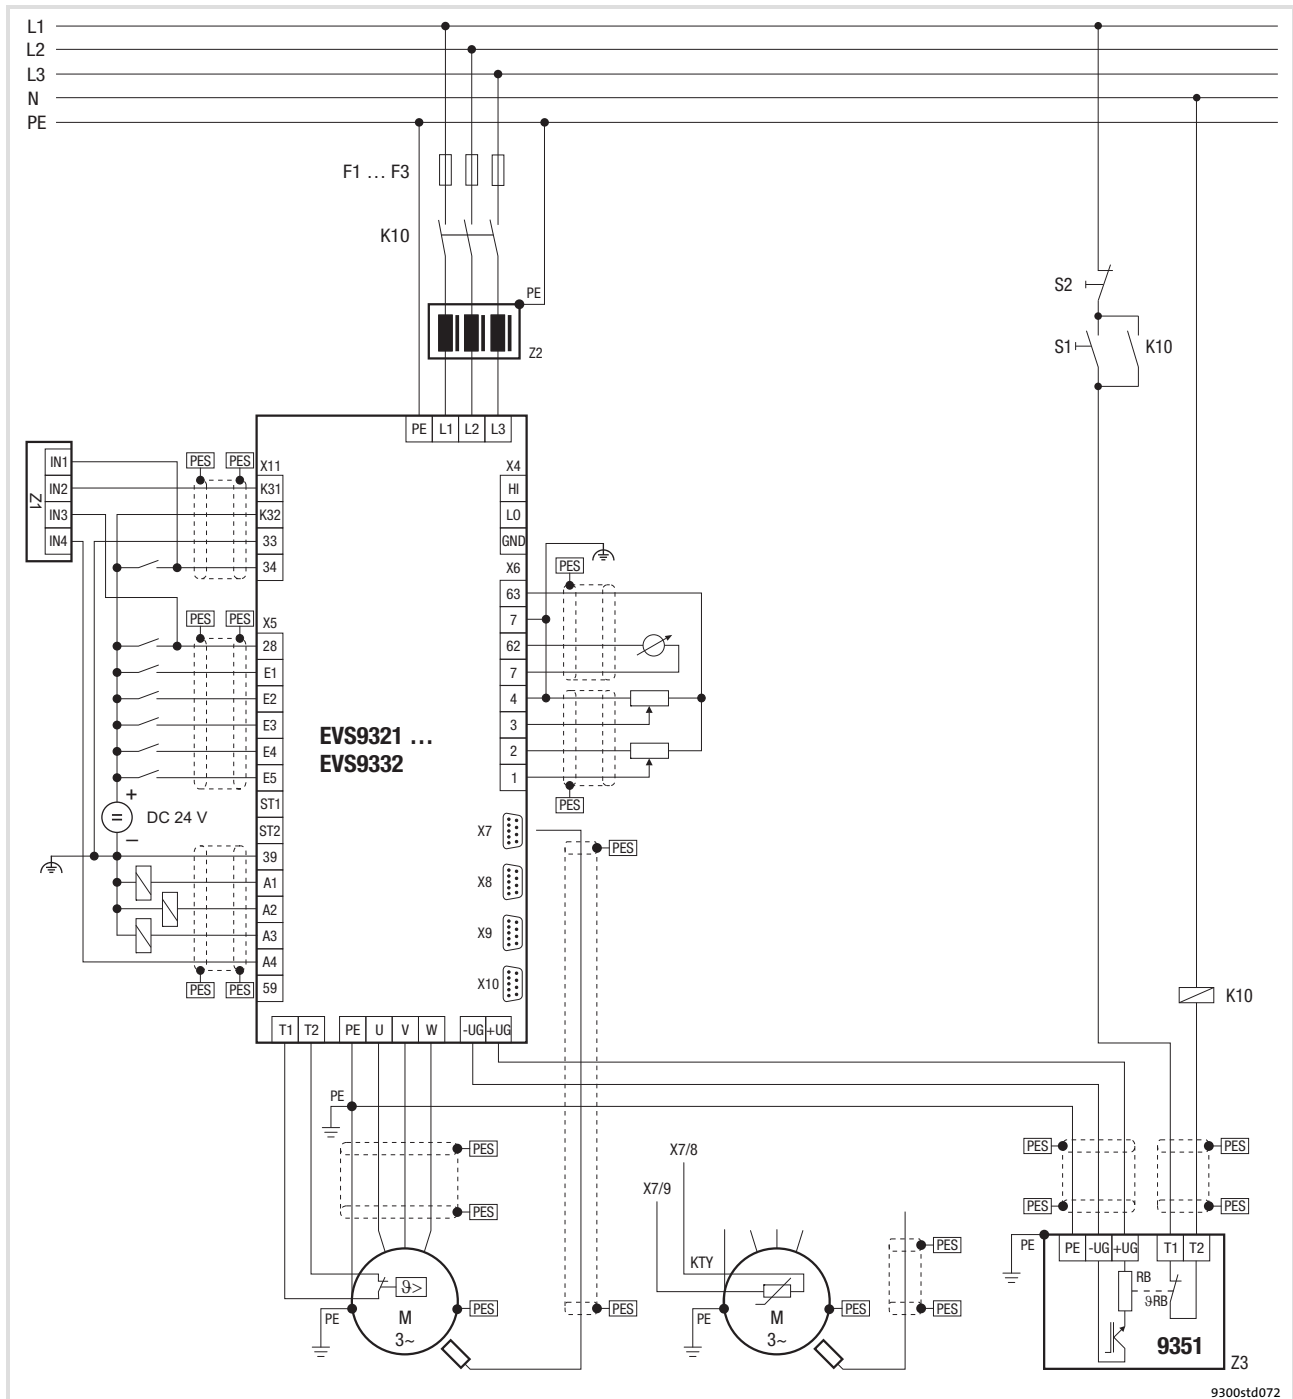 L1
L2
L3
N
PE
F1 … F3
K10
PE
Z2
S2
S1
K10
PE L1 L2 L3
Z1
IN1
IN2
IN3
IN4
PES PES
X11
K31
K32
33
34
PES PES
X5
28
E1
E2
E3
E4
E5
ST1
ST2
39
A1
A2
A3
A4
59
PES PES
+
=
DC 24 V
–
EVS9321 …
EVS9332
X4
HI
LO
GND
X6
63
7
62
7
4
3
2
1
PES
PES
X7
X8
X9
X10
PES
K10
T1 T2 PE U V W -UG +UG
PE
PES
PES
PES
X7/8
X7/9
KTY
PES
PES
PES
PES
PES
PES
ϑ>
M
3~
PE
PES
M
3~
PE
PES
PES
PE
PE -UG +UG T1 T2
RB
ϑRB
9351
Z3
9300std072